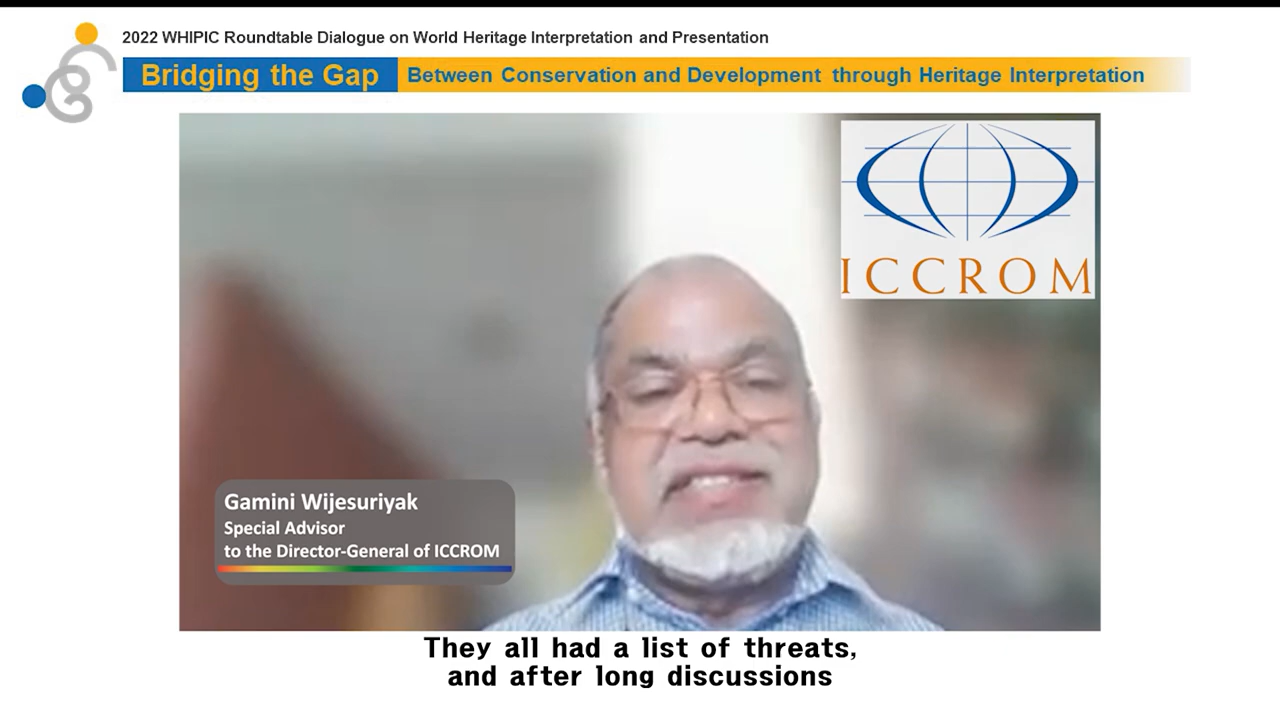 2022 WHIPIC Roundtable Dialogue on World Heritage Interpretation and Presentation
Bridging the Gap Between Conservation and Development through Heritage Interpretation
ICCROM
Gamini Wijesuriyak
Special Advisor
to the Director-General of ICCROM
They all had a list of threats,
and after long discussions